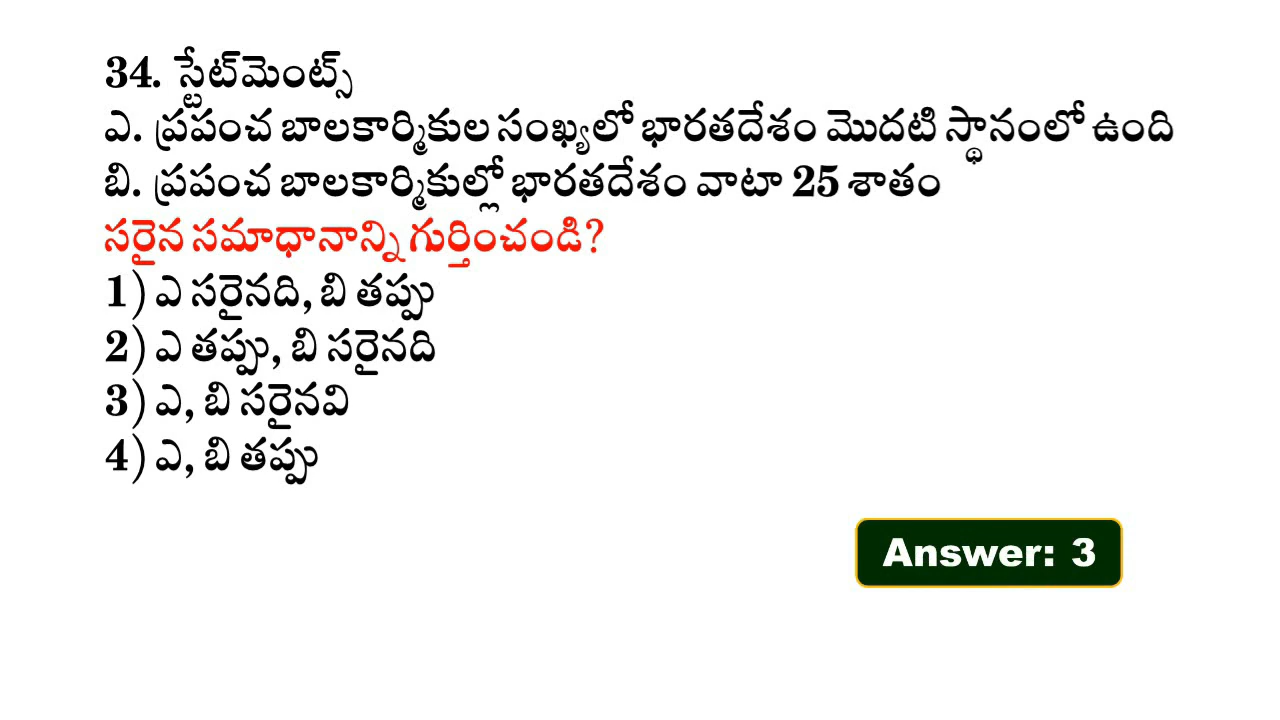 34. స్టేట్‌మెంట్స్
ఎ. ప్రపంచ బాలకార్మికుల సంఖ్యలో భారతదేశం మొదటి స్థానంలో ఉంది
బి. ప్రపంచ బాలకార్మికుల్లో భారతదేశం వాటా 25 శాతం
సరైన సమాధానాన్ని గుర్తించండి?
1) ఎ సరైనది, బి తప్పు
2) ఎ తప్పు, బి సరైనది
3) ఎ, బి సరైనవి
4) ఎ, బి తప్పు
Answer: 3